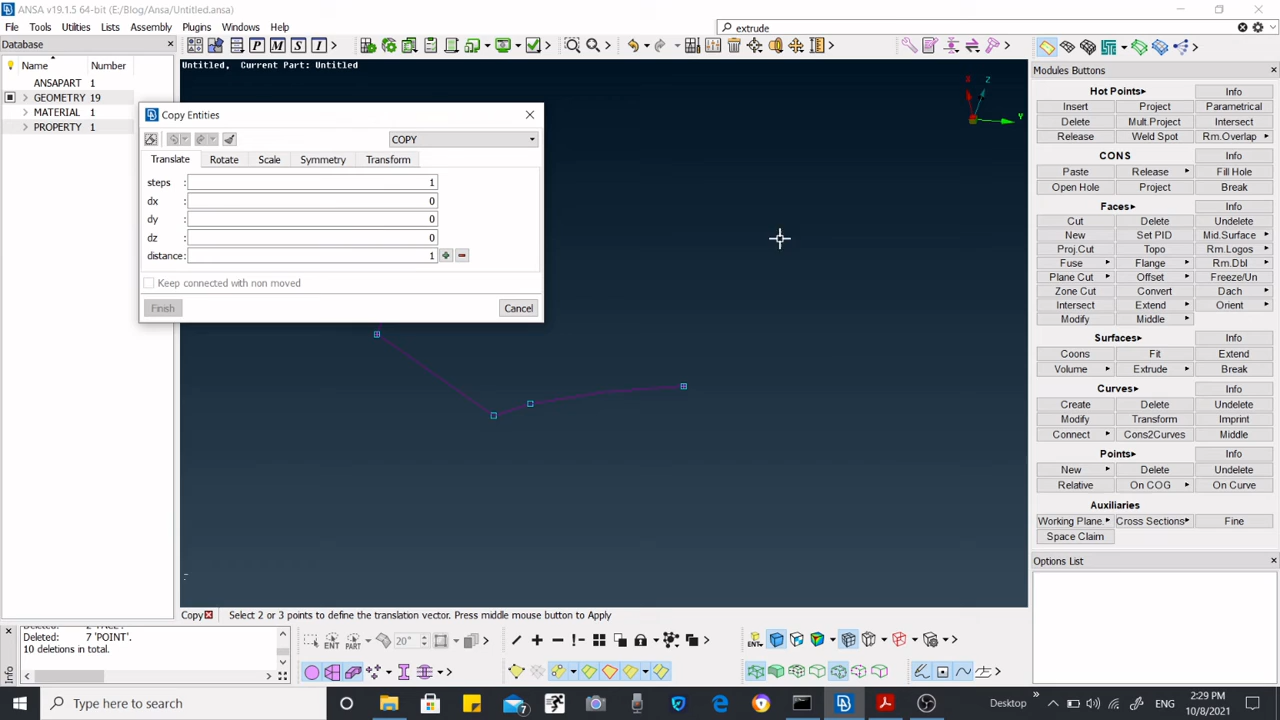 ANSA v19.1.5 64-bit (E:/Blog/Ansa/Untitled.ansa)
File Tools Utilities Lists Assembly Plugins Windows Help
extrude
Database
Name Number
ANSAPART 1
GEOMETRY 19
MATERIAL 1
PROPERTY 1
Untitled, Current Part: Untitled
Copy Entities
COPY
Translate Rotate Scale Symmetry Transform
steps : 1
dx : 0
dy : 0
dz : 0
distance: 1
Keep connected with non moved
Finish Cancel
X Z
Y
Modules Buttons
Hot Points Info
Insert Project Parametrical
Delete Mult Project Intersect
Release Weld Spot Rm.Overlap
CONS Info
Paste Release Fill Hole
Open Hole Project Break
Faces Info
Cut Delete Undelete
New Set PID Mid.Surface
Proj.Cut Topo Rm.Logos
Fuse Flange Rm.Dbl
Plane Cut Offset Freeze/Un
Zone Cut Convert Dach
Intersect Extend Orient
Modify Middle
Surfaces Info
Coons Fit Extend
Volume Extrude Break
Curves Info
Create Delete Project
Modify Transform Imprint
Connect Cons2Curves Middle
Points Info
New Delete Undelete
Relative On COG On Curve
Auxiliaries
Working Plane. Cross Sections Fine
Space Claim
Options List
Copy Select 2 or 3 points to define the translation vector. Press middle mouse button to Apply
Info
Deleted:
7 'POINT'.
10 deletions in total.
ENT PART 20°
ENT
Type here to search
7
Desktop
ENG
2:29 PM
10/8/2021